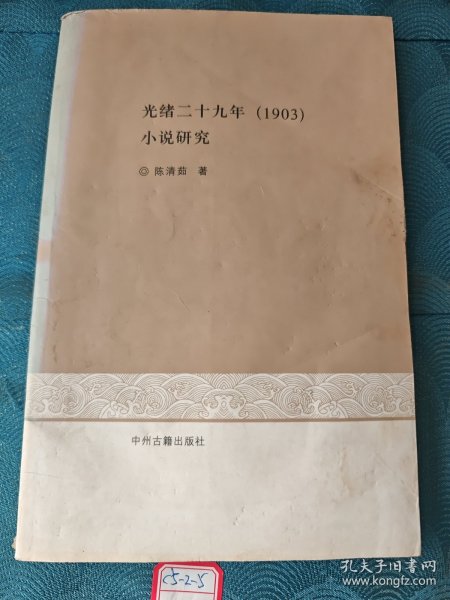 光绪二十九年（1903）
小说研究
◎ 陈清茹 著
中州古籍出版社
C5-2-5
孔夫子旧书网
www.kongfz.com